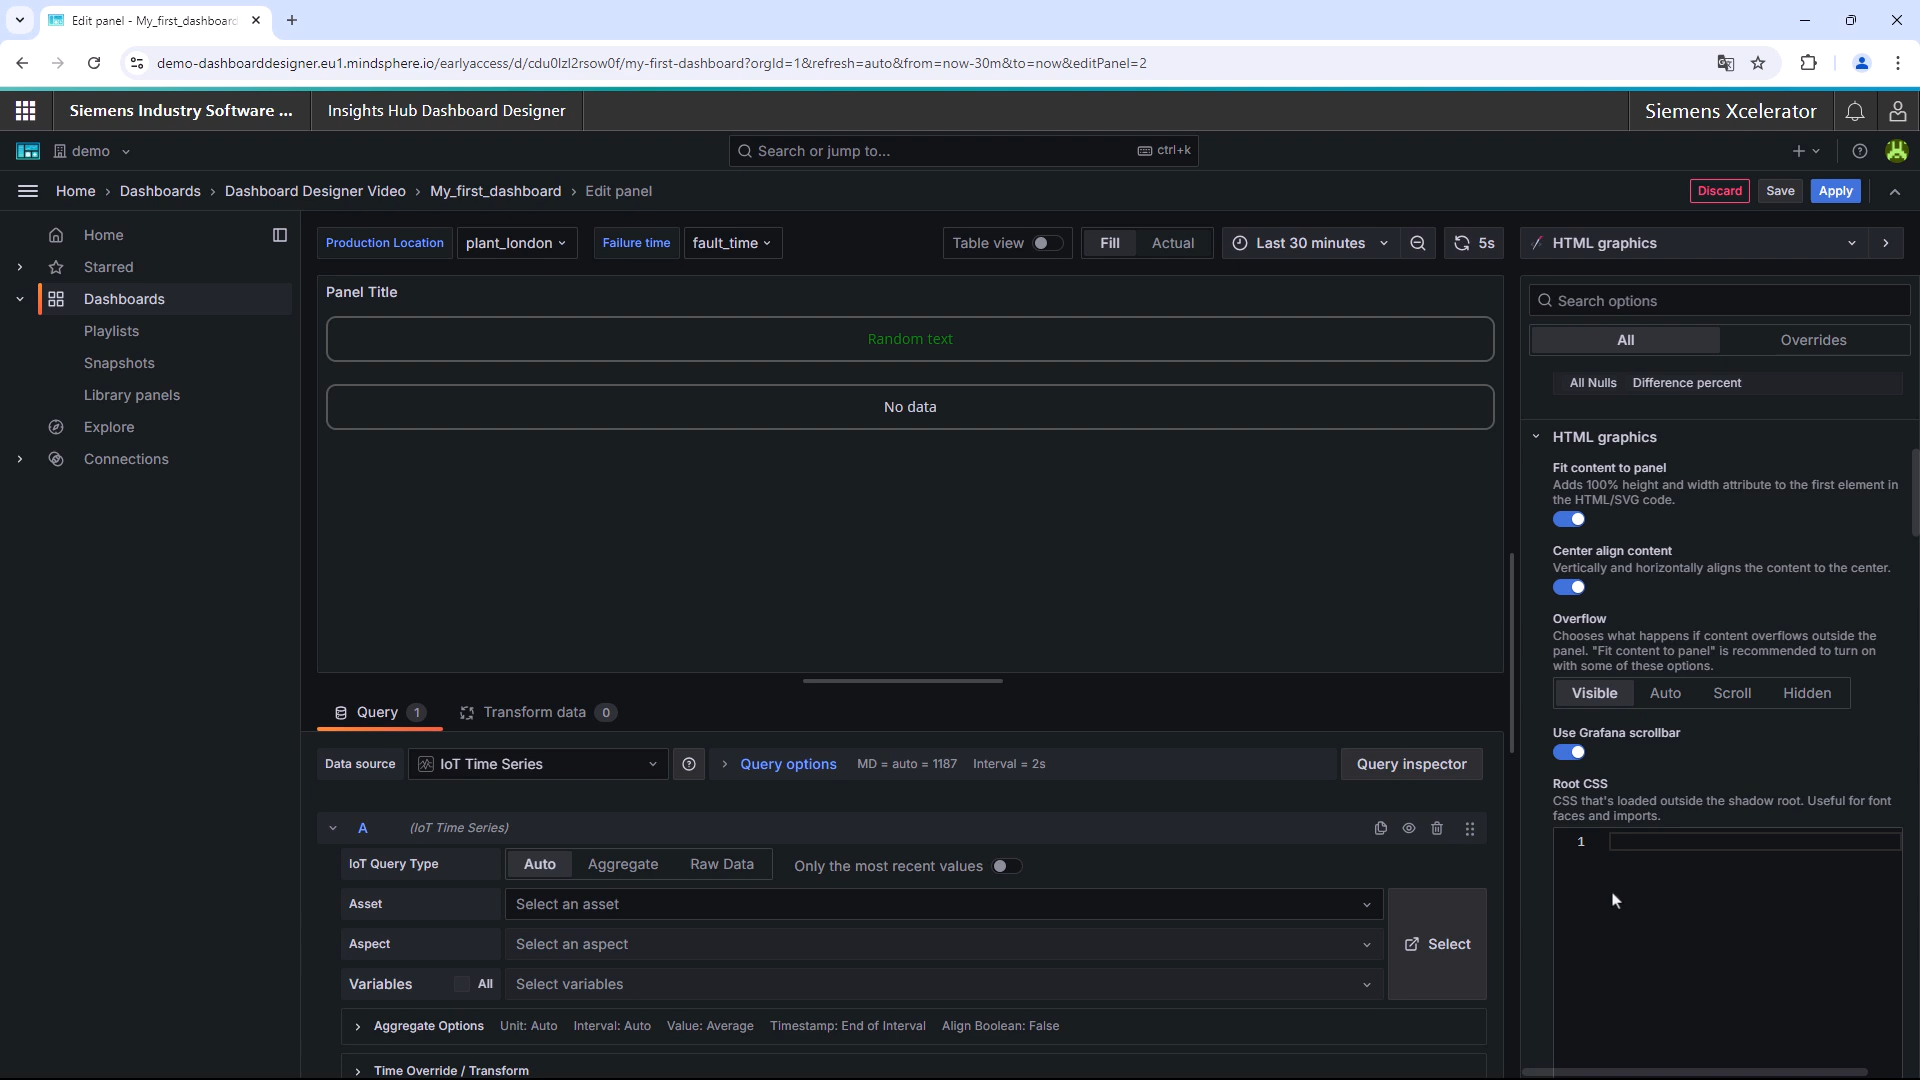 Edit panel - My_first_dashboard
demo-dashboarddesigner.eu1.mindsphere.io/earlyaccess/d/cdu0lzl2rsow0f/my-first-dashboard?orgId=1&refresh=auto&from=now-30m&to=now&editPanel=2
Siemens Industry Software ...
Insights Hub Dashboard Designer
Siemens Xcelerator
demo
Search or jump to...
ctrl+k
Home > Dashboards > Dashboard Designer Video > My_first_dashboard > Edit panel
Discard
Save
Apply
Home
Starred
Dashboards
Playlists
Snapshots
Library panels
Explore
Connections
Production Location
plant_london
Failure time
fault_time
Table view
Fill
Actual
Last 30 minutes
5s
HTML graphics
Panel Title
Random text
No data
Query 1
Transform data 0
Data source
IoT Time Series
Query options
MD = auto = 1187
Interval = 2s
Query inspector
A
(IoT Time Series)
IoT Query Type
Auto
Aggregate
Raw Data
Only the most recent values
Asset
Select an asset
Aspect
Select an aspect
Select
Variables
All
Select variables
Aggregate Options
Unit: Auto
Interval: Auto
Value: Average
Timestamp: End of Interval
Align Boolean: False
Time Override / Transform
Search options
All
Overrides
All Nulls
Difference percent
HTML graphics
Fit content to panel
Adds 100% height and width attribute to the first element in
the HTML/SVG code.
Center align content
Vertically and horizontally aligns the content to the center.
Overflow
Chooses what happens if content overflows outside the
panel. "Fit content to panel" is recommended to turn on
with some of these options.
Visible
Auto
Scroll
Hidden
Use Grafana scrollbar
Root CSS
CSS that's loaded outside the shadow root. Useful for font
faces and imports.
1